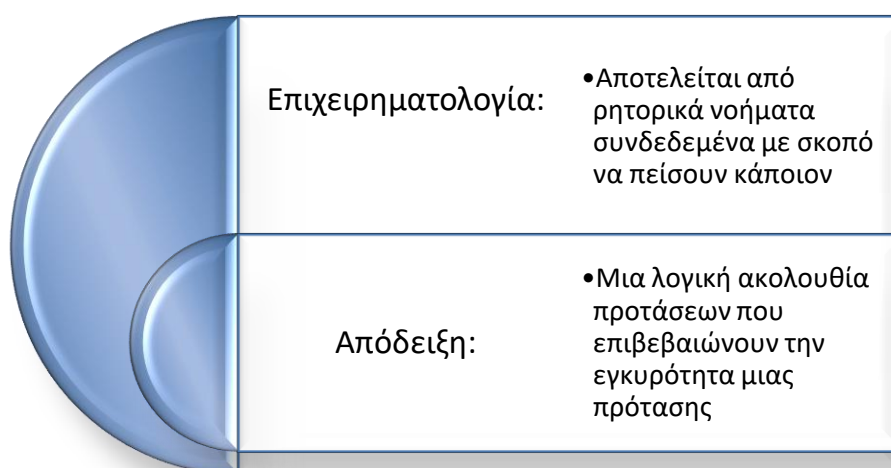 Επιχειρηματολογία:
•Αποτελείται από
ρητορικά νοήματα
συνδεδεμένα με σκοπό
να πείσουν κάποιον
Απόδειξη:
•Μια λογική ακολουθία
προτάσεων που
επιβεβαιώνουν την
εγκυρότητα μιας
πρότασης